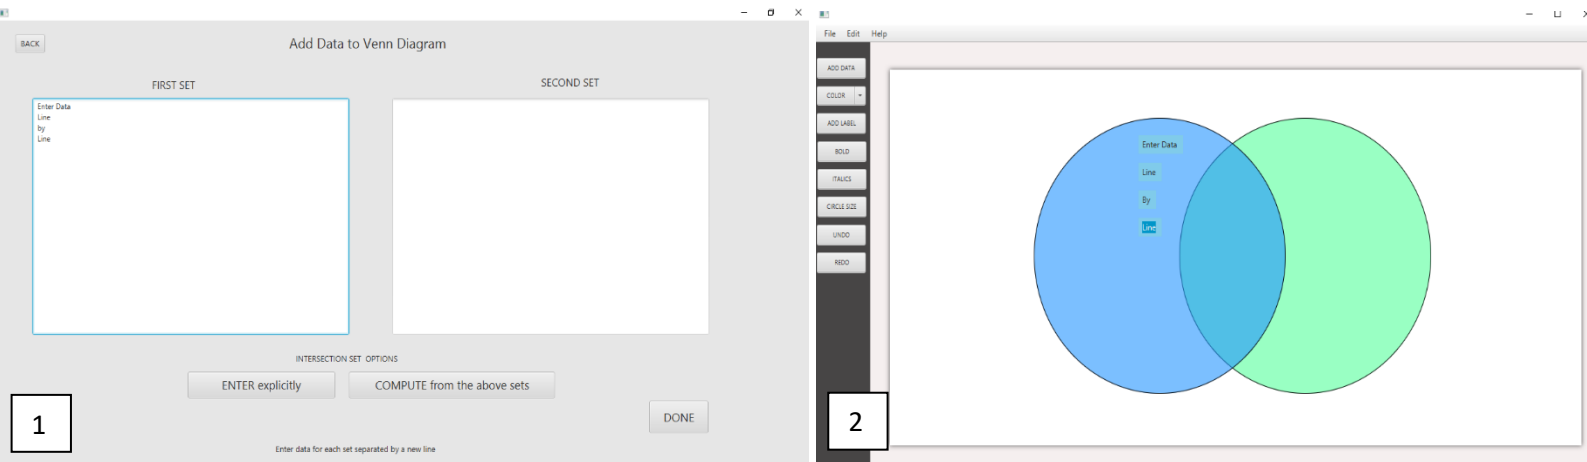 BACK
Add Data to Venn Diagram
FIRST SET
SECOND SET
Enter Data
Line
by
Line
INTERSECTION SET OPTIONS
ENTER explicitly
COMPUTE from the above sets
DONE
Enter data for each set separated by a new line
1
File Edit Help
ADD DATA
COLOR
ADD LABEL
BOLD
ITALICS
CIRCLE SIZE
UNDO
REDO
Enter Data
Line
By
Line
2